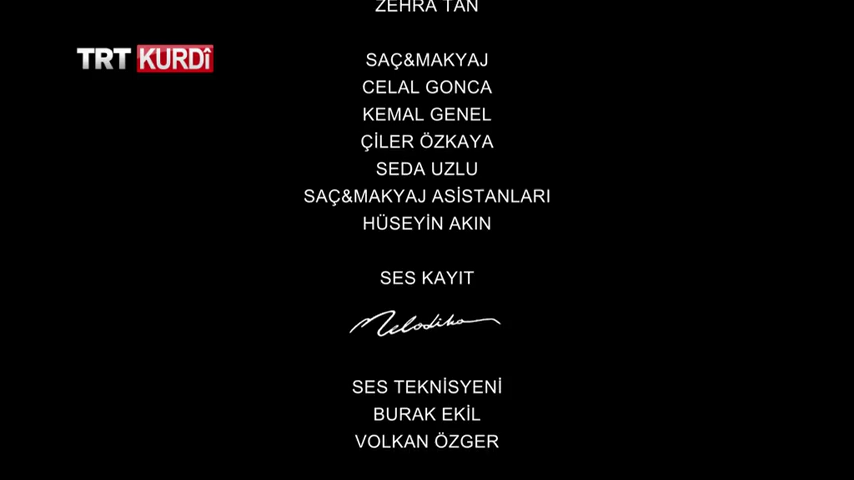 ZEHRA TAN
TRT KURDÎ
SAÇ&MAKYAJ
CELAL GONCA
KEMAL GENEL
ÇİLER ÖZKAYA
SEDA UZLU
SAÇ&MAKYAJ ASİSTANLARI
HÜSEYİN AKIN
SES KAYIT
Melodika
SES TEKNİSYENİ
BURAK EKİL
VOLKAN ÖZGER